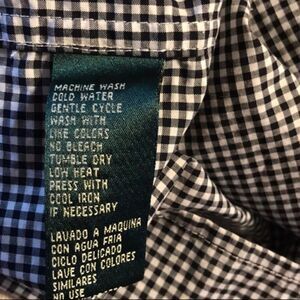 MACHINE WASH
COLD WATER
GENTLE CYCLE
WASH WITH
LIKE COLORS
NO BLEACH
TUMBLE DRY
LOW HEAT
PRESS WITH
COOL IRON
IF NECESSARY
LAVADO A MAQUINA
CON AGUA FRIA
CICLO DELICADO
LAVE CON COLORES
SIMILARES
NO USE